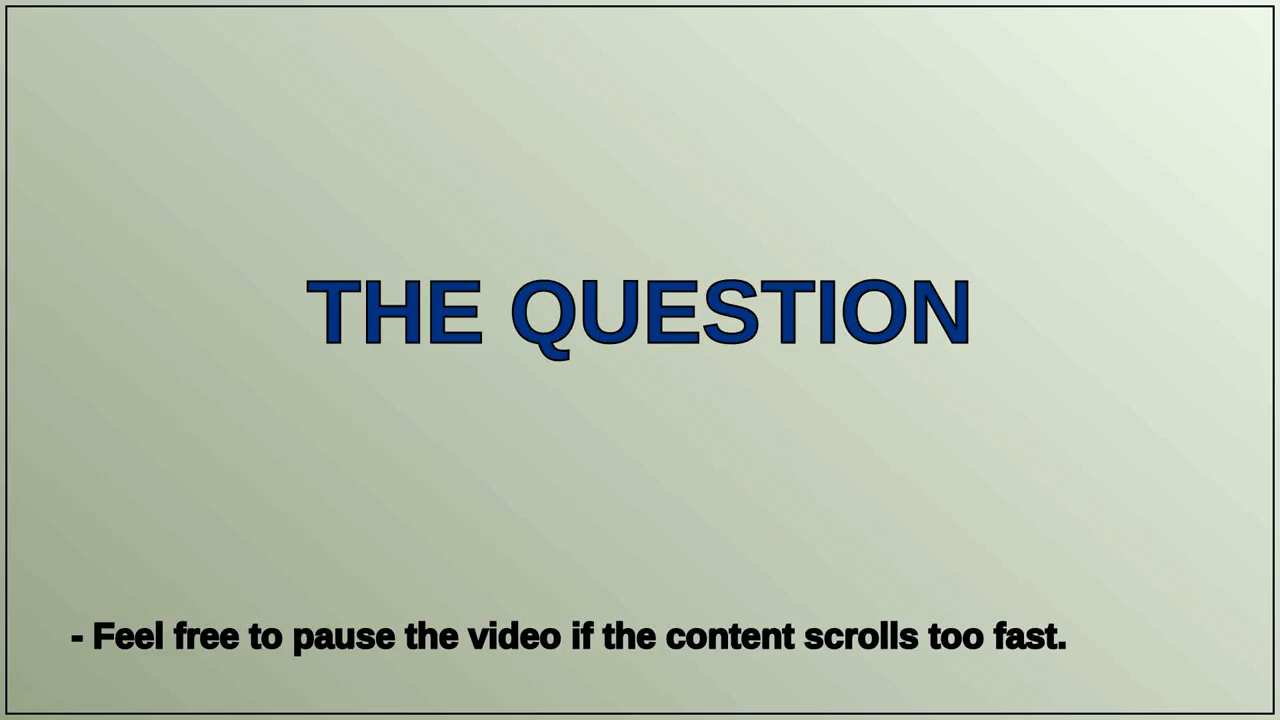 THE QUESTION
- Feel free to pause the video if the content scrolls too fast.